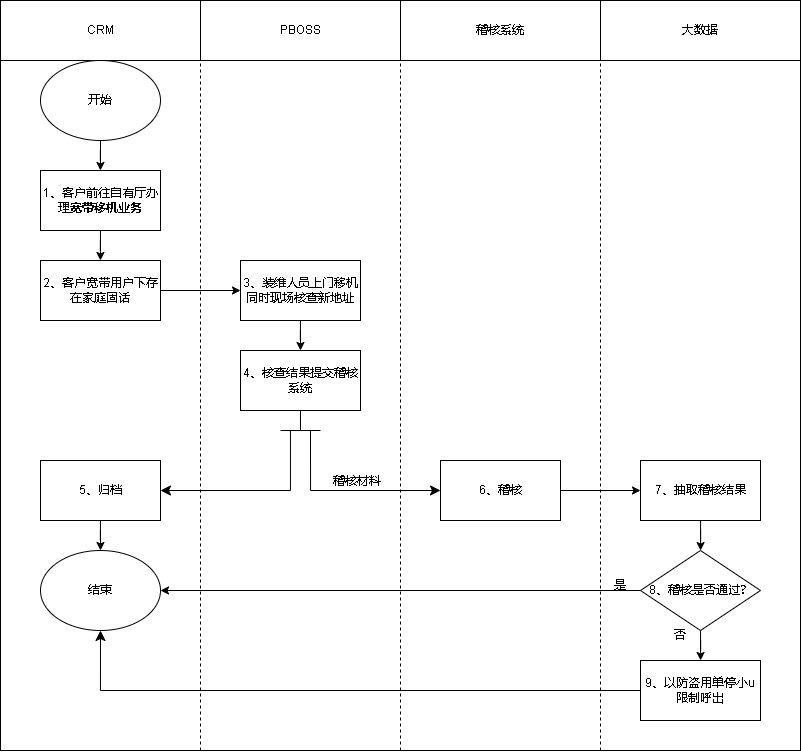 CRM
PBOSS
稽核系统
大数据
开始
1、客户前往自有厅办
理宽带移机业务
2、客户宽带用户下存
在家庭固话
3、装维人员上门移机
同时现场核查新地址
4、核查结果提交稽核
系统
稽核材料
5、归档
6、稽核
7、抽取稽核结果
结束
是
8、稽核是否通过?
否
9、以防盗用单停小u
限制呼出